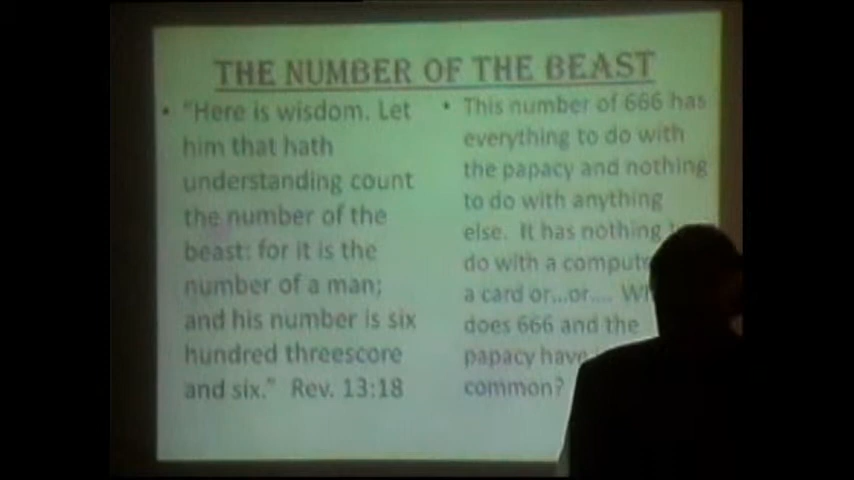 THE NUMBER OF THE BEAST
• "Here is wisdom. Let
him that hath
understanding count
the number of the
beast: for it is the
number of a man;
and his number is six
hundred threescore
and six." Rev. 13:18
• This number of 666 has
everything to do with
the papacy and nothing
to do with anything
else. It has nothing
do with a compute
a card or...or.... Wh
does 666 and the
papacy have
common?